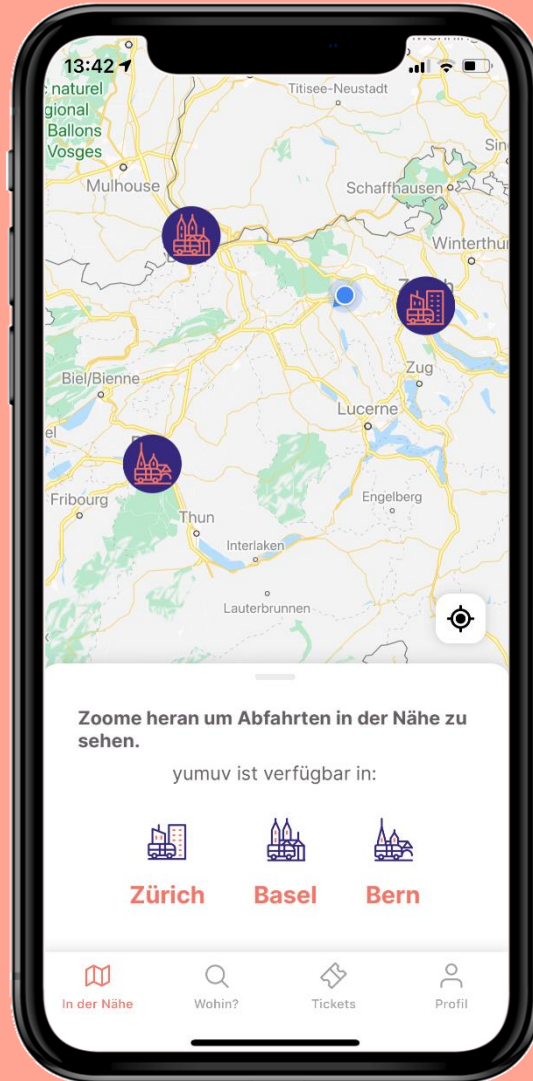 13:42
Titisee-Neustadt
naturel
gional
Ballons
Vosges
Mulhouse
Schaffhausen
Winterthur
Biel/Bienne
Zug
Lucerne
Fribourg
Thun
Engelberg
Interlaken
Lauterbrunnen
Zoome heran um Abfahrten in der Nähe zu
sehen.
yumuv ist verfügbar in:
Zürich Basel Bern
In der Nähe Wohin? Tickets Profil